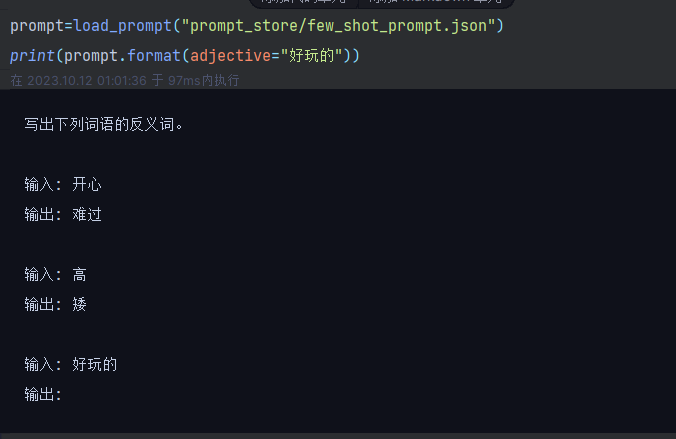 prompt=load_prompt("prompt_store/few_shot_prompt.json")
print(prompt.format(adjective="好玩的"))
在 2023.10.12 01:01:36 于 97ms内执行
写出下列词语的反义词。
输入: 开心
输出: 难过
输入: 高
输出: 矮
输入: 好玩的
输出: